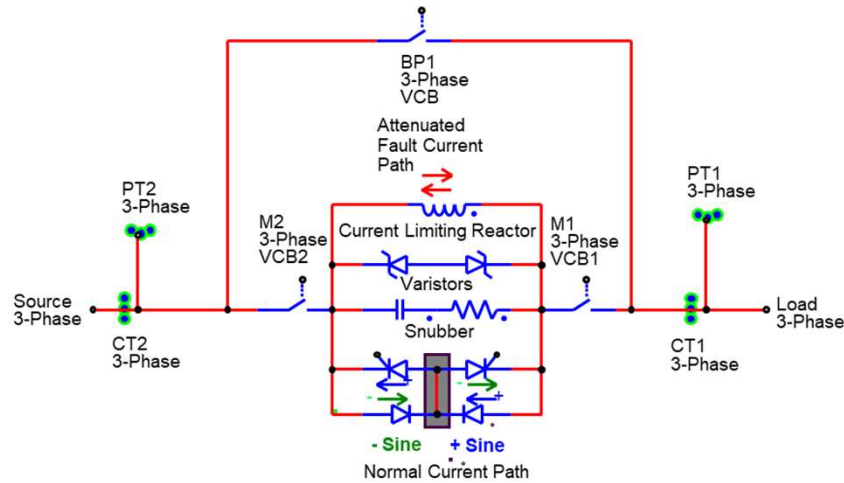 BP1
3-Phase
VCB
Attenuated
Fault Current
Path
PT2
3-Phase
PT1
3-Phase
M2
3-Phase
VCB2
Current Limiting Reactor
M1
3-Phase
VCB1
Varistors
Source
3-Phase
Load
3-Phase
Snubber
CT2
3-Phase
CT1
3-Phase
+
-
-
+
- Sine
+ Sine
Normal Current Path